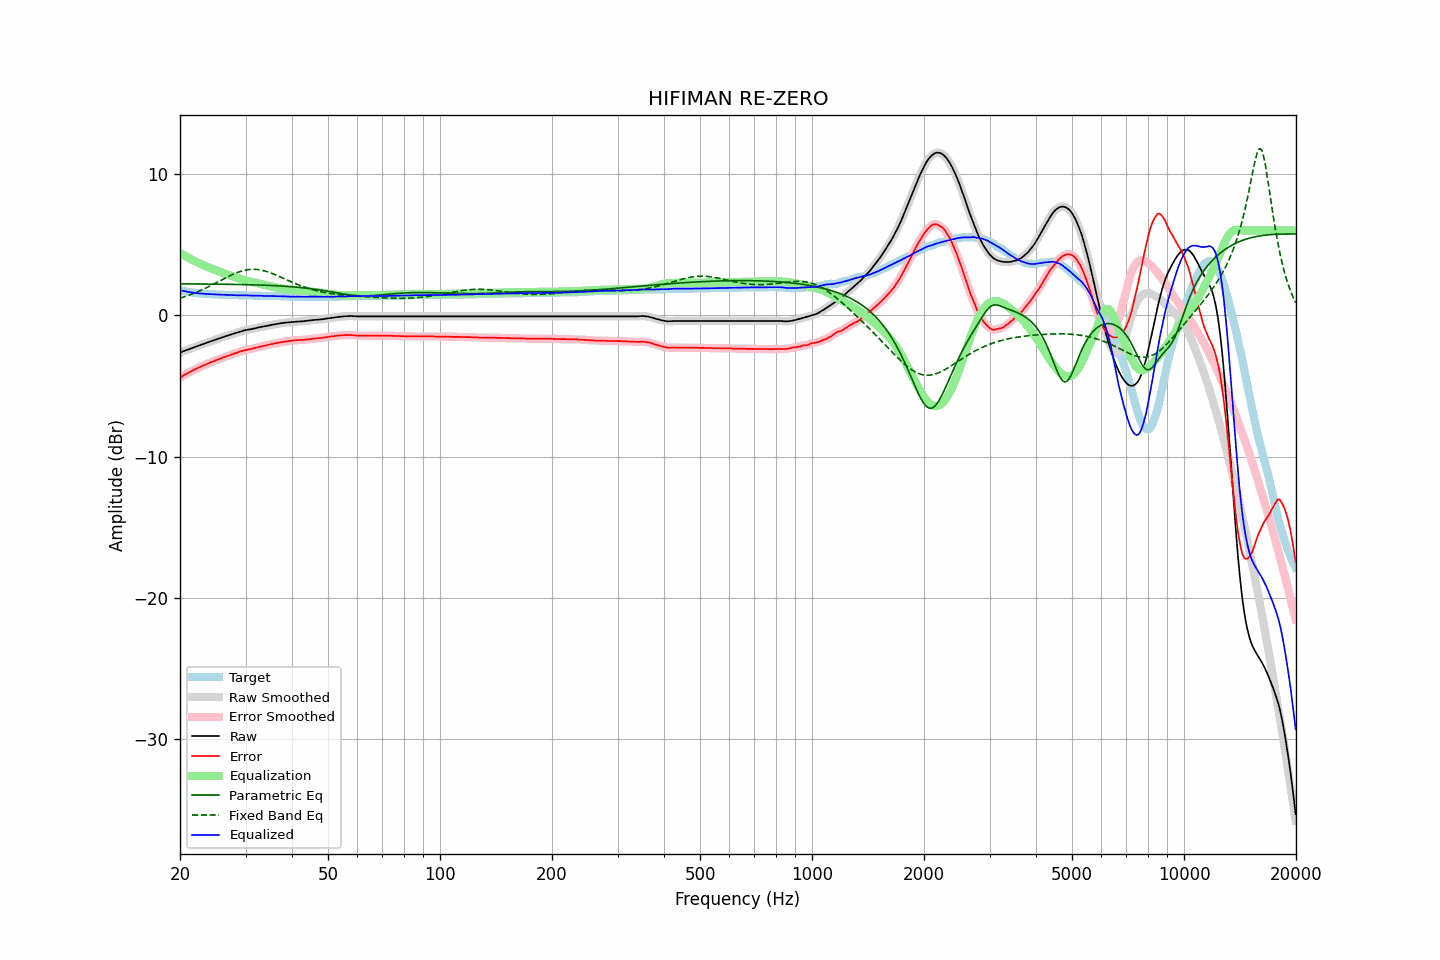 HIFIMAN RE-ZERO
Amplitude (dBr)
10
0
−10
−20
−30
Target
Raw Smoothed
Error Smoothed
Raw
Error
Equalization
Parametric Eq
Fixed Band Eq
Equalized
20 50 100 200 500 1000 2000 5000 10000 20000
Frequency (Hz)